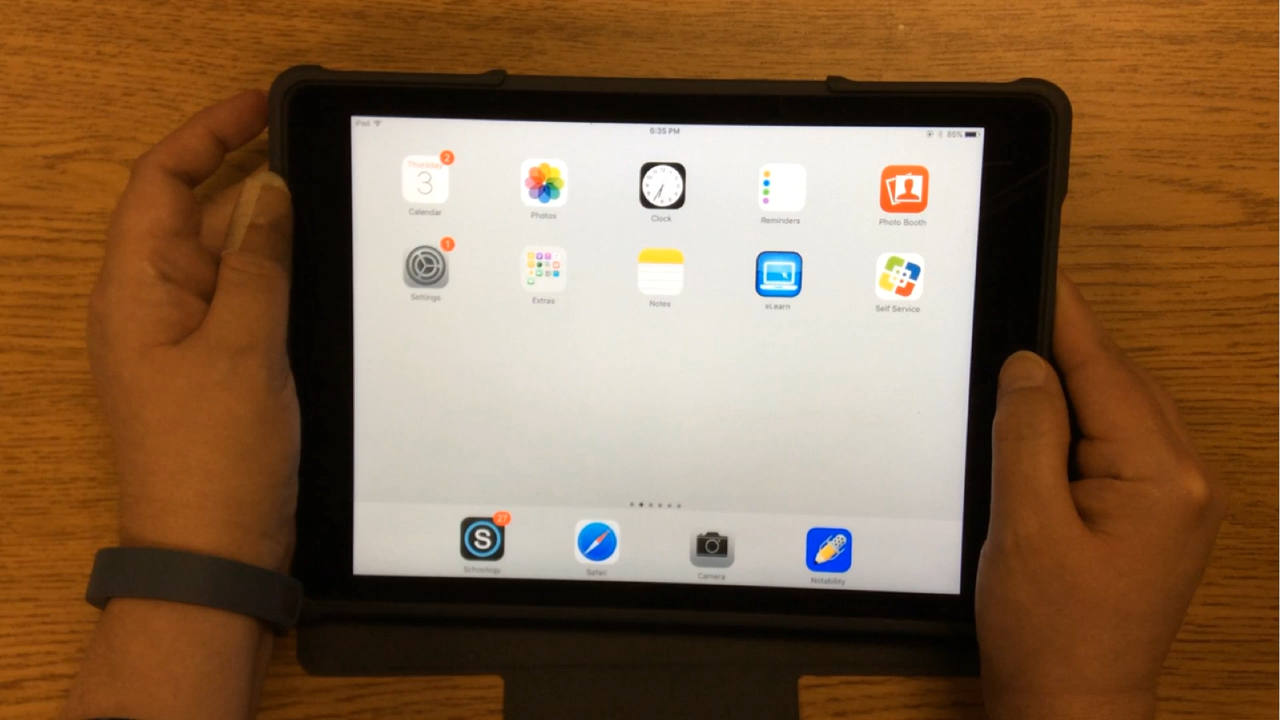 iPad 6:35 PM 85%
2
Thursday
3
Calendar Photos Clock Reminders Photo Booth
1
Settings Extras Notes eLearn Self Service
27
S
Schoology Safari Camera Notability